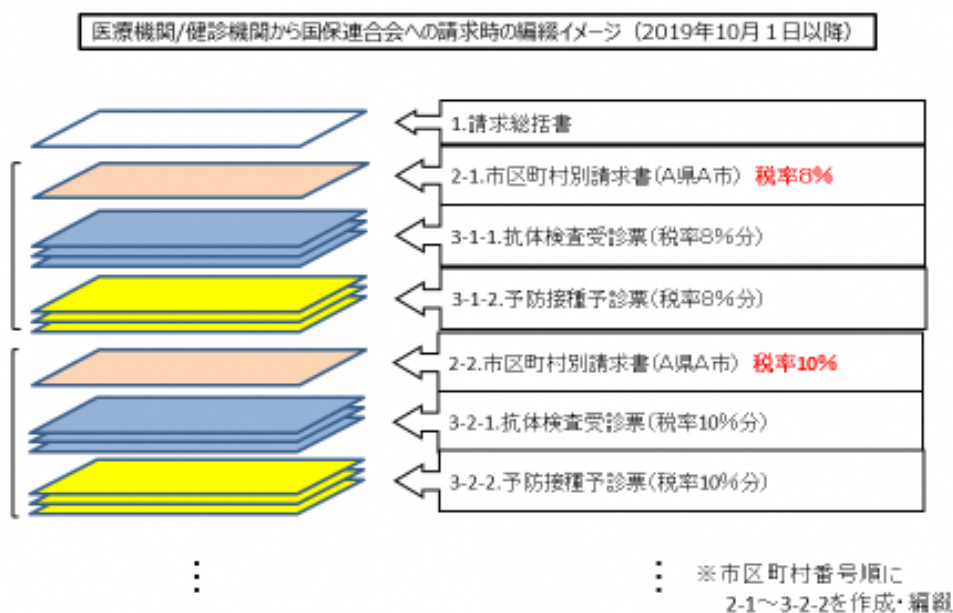 医療機関/健診機関から国保連合会への請求時の編綴イメージ（2019年10月１日以降）
1.請求総括書
2-1.市区町村別請求書(A県A市) 税率8%
3-1-1.抗体検査受診票(税率8%分)
3-1-2.予防接種予診票(税率8%分)
2-2.市区町村別請求書(A県A市) 税率10%
3-2-1.抗体検査受診票(税率10%分)
3-2-2.予防接種予診票(税率10%分)
※市区町村番号順に
2-1～3-2-2を作成・編綴